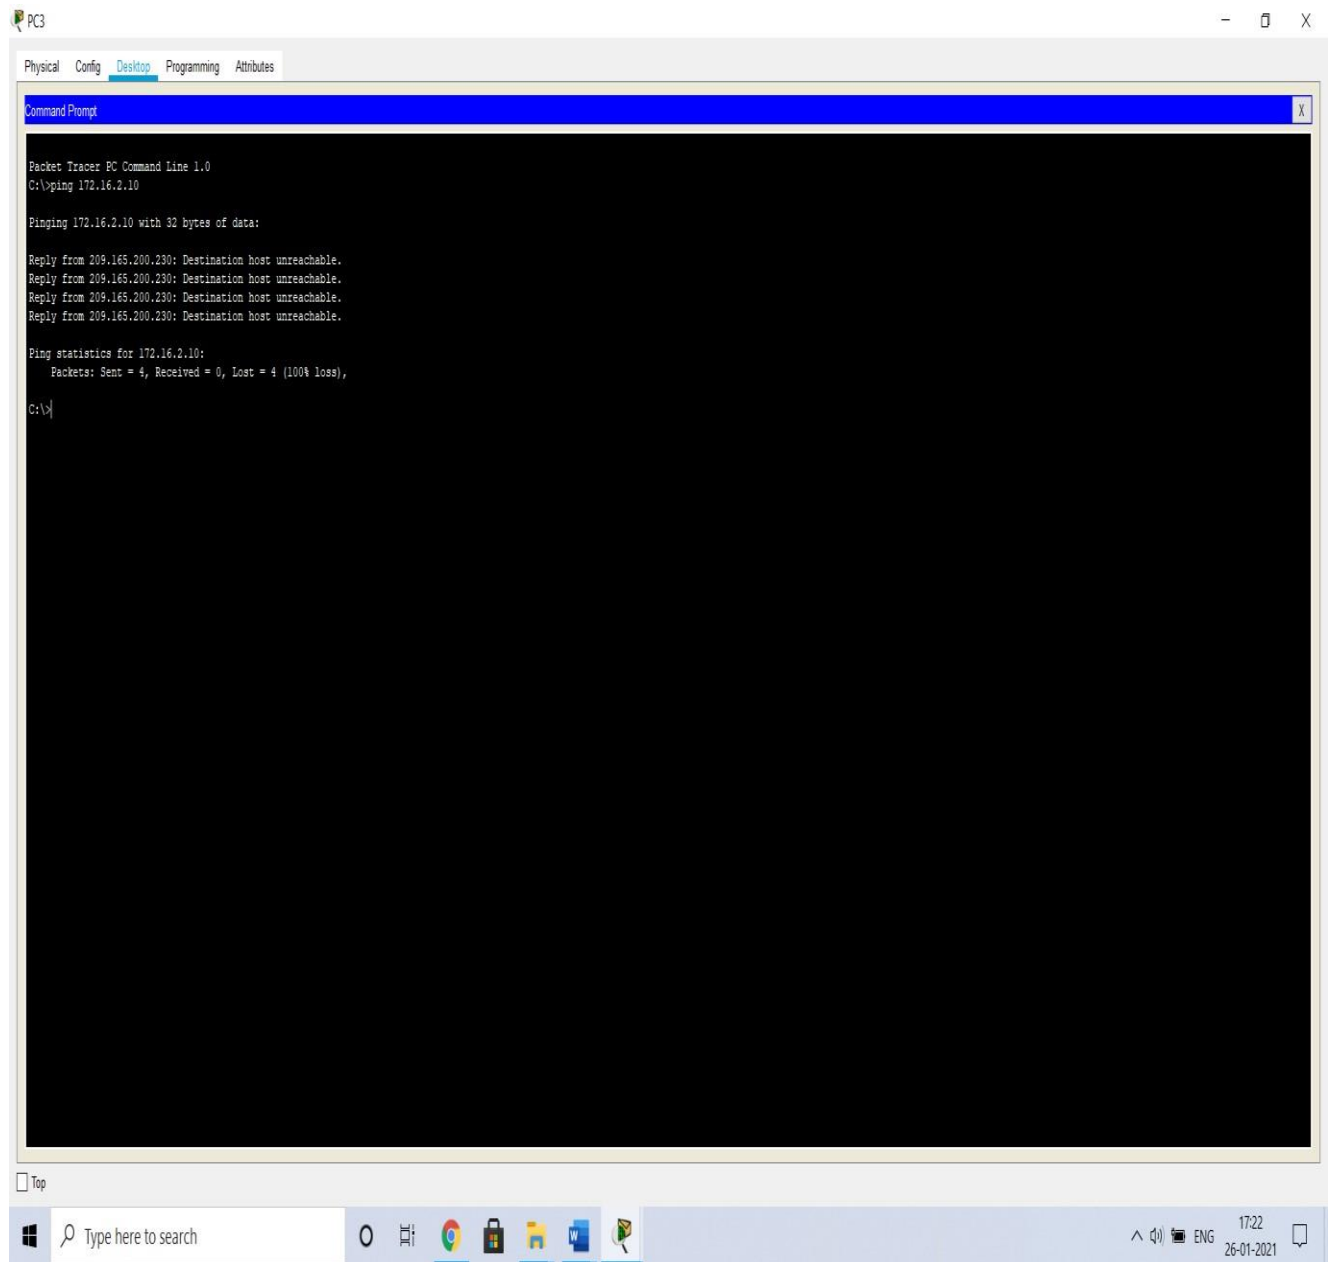 PC3
Physical Config Desktop Programming Attributes
Command Prompt
X
Packet Tracer PC Command Line 1.0
C:\>ping 172.16.2.10
Pinging 172.16.2.10 with 32 bytes of data:
Reply from 209.165.200.230: Destination host unreachable.
Reply from 209.165.200.230: Destination host unreachable.
Reply from 209.165.200.230: Destination host unreachable.
Reply from 209.165.200.230: Destination host unreachable.
Ping statistics for 172.16.2.10:
Packets: Sent = 4, Received = 0, Lost = 4 (100% loss),
C:\>
Top
Type here to search
ENG
17:22
26-01-2021